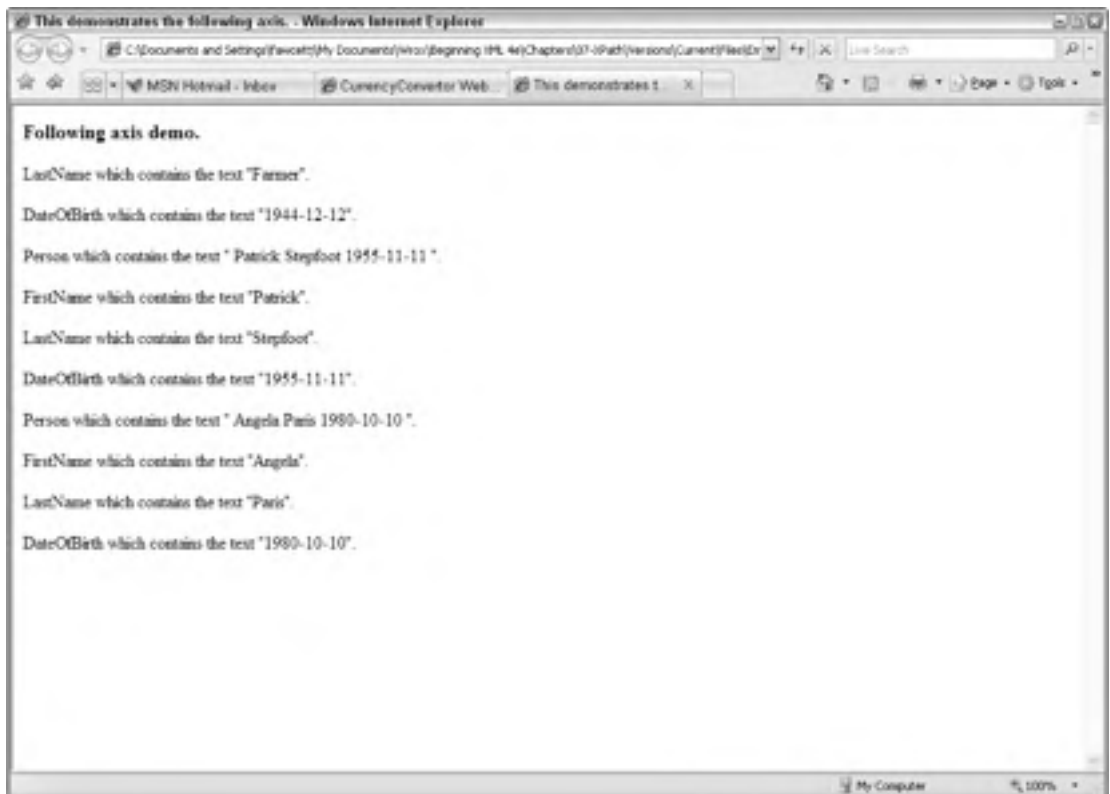 This demonstrates the following axis. - Windows Internet Explorer
Live Search
MSN Hotmail - Inbox
CurrencyConvertor Web...
This demonstrates t...
Page
Tools
Following axis demo.
LastName which contains the text "Farmer".
DateOfBirth which contains the text "1944-12-12".
Person which contains the text " Patrick Stepfoot 1955-11-11 ".
FirstName which contains the text "Patrick".
LastName which contains the text "Stepfoot".
DateOfBirth which contains the text "1955-11-11".
Person which contains the text " Angela Paris 1980-10-10 ".
FirstName which contains the text "Angela".
LastName which contains the text "Paris".
DateOfBirth which contains the text "1980-10-10".
My Computer
100%